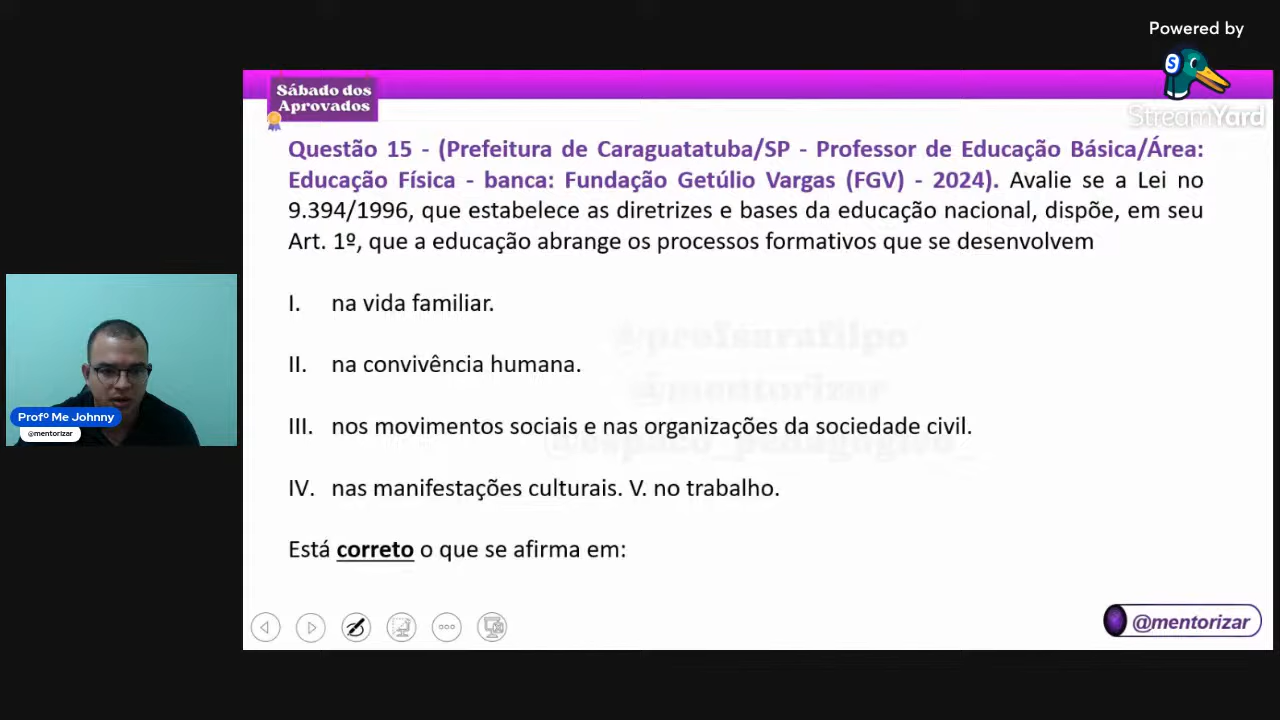 Powered by
S
StreamYard
Sábado dos
Aprovados
Questão 15 - (Prefeitura de Caraguatatuba/SP - Professor de Educação Básica/Área:
Educação Física - banca: Fundação Getúlio Vargas (FGV) - 2024). Avalie se a Lei no
9.394/1996, que estabelece as diretrizes e bases da educação nacional, dispõe, em seu
Art. 1º, que a educação abrange os processos formativos que se desenvolvem
I. na vida familiar.
@profsarafilpo
II. na convivência humana.
@mentorizar
III. nos movimentos sociais e nas organizações da sociedade civil.
@espaco_pedagogico_
IV. nas manifestações culturais. V. no trabalho.
Está correto o que se afirma em:
Profº Me Johnny
@mentorizar
@mentorizar